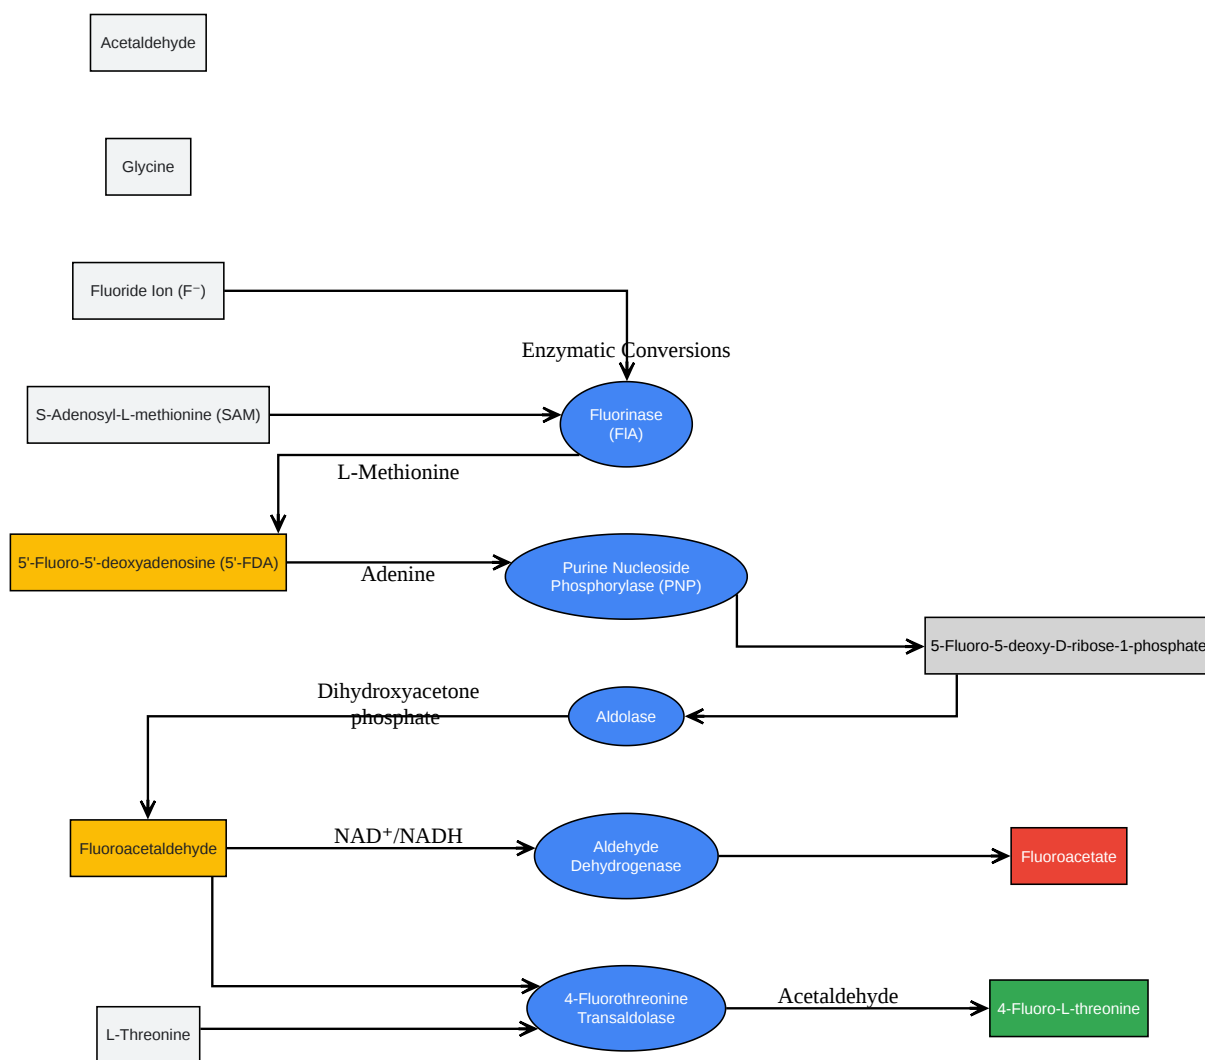 Acetaldehyde
Glycine
Fluoride Ion (F⁻)
Enzymatic Conversions
S-Adenosyl-L-methionine (SAM)
Fluorinase
(FlA)
L-Methionine
5'-Fluoro-5'-deoxyadenosine (5'-FDA)
Adenine
Purine Nucleoside
Phosphorylase (PNP)
5-Fluoro-5-deoxy-D-ribose-1-phosphate
Dihydroxyacetone
phosphate
Aldolase
Fluoroacetaldehyde
NAD⁺/NADH
Aldehyde
Dehydrogenase
Fluoroacetate
4-Fluorothreonine
Transaldolase
Acetaldehyde
4-Fluoro-L-threonine
L-Threonine